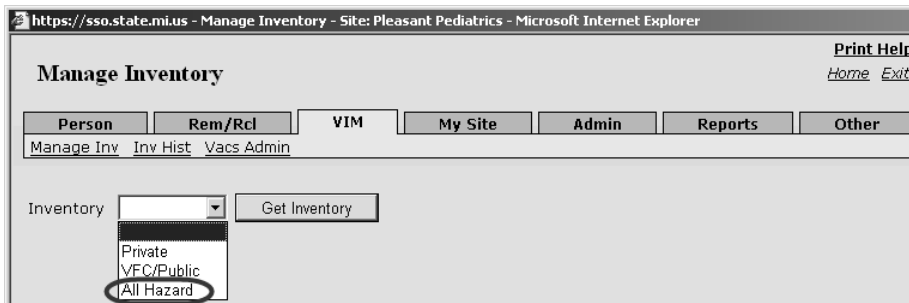 https://sso.state.mi.us - Manage Inventory - Site: Pleasant Pediatrics - Microsoft Internet Explorer
Print Help
Manage Inventory
Home Exit
Person Rem/Rcl VIM My Site Admin Reports Other
Manage Inv Inv Hist Vacs Admin
Inventory Get Inventory
Private
VFC/Public
All Hazard